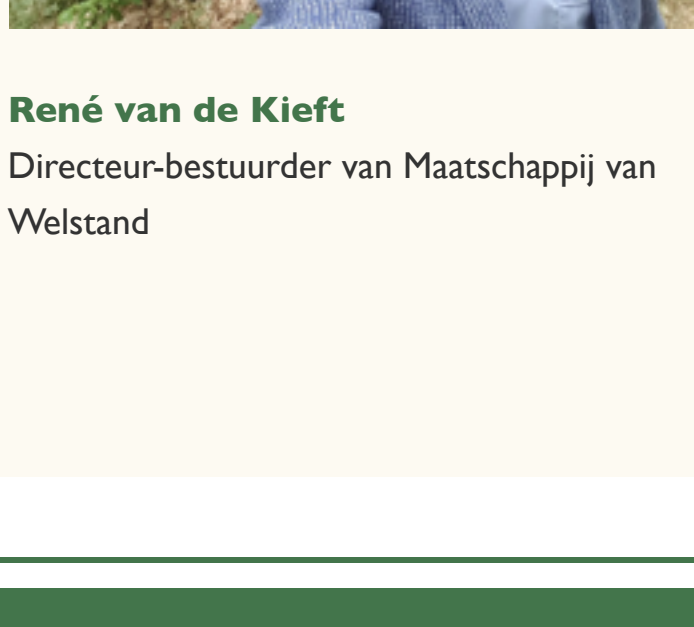 René van de Kieft
Directeur-bestuurder van Maatschappij van
Welstand